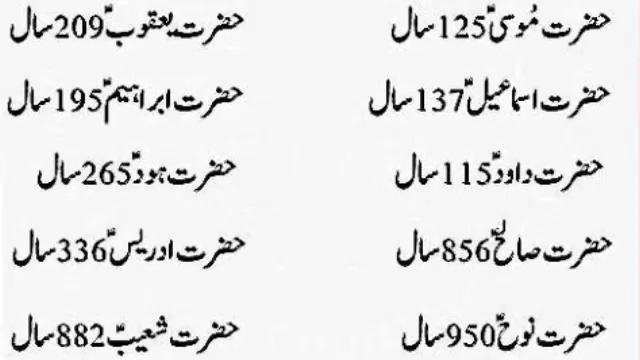 حضرت مُوسیؑ 125 سال حضرت یعقوبؑ 209 سال
حضرت اسماعیلؑ 137 سال حضرت ابراہیمؑ 195 سال
حضرت داودؑ 115 سال حضرت ہودؑ 265 سال
حضرت صالحؑ 856 سال حضرت ادریسؑ 336 سال
حضرت نوحؑ 950 سال حضرت شعیبؑ 882 سال